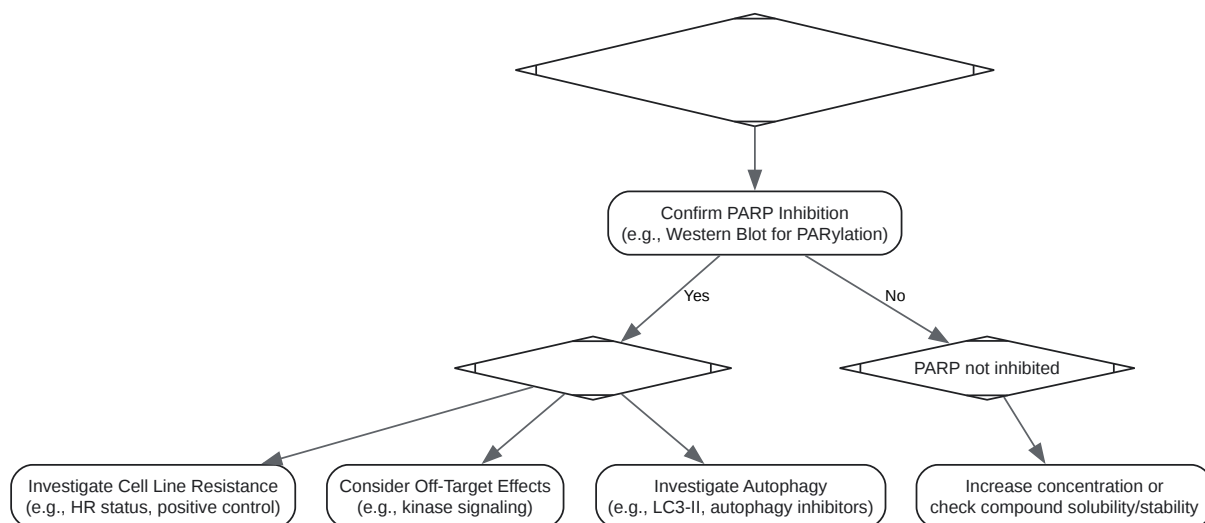 Confirm PARP Inhibition
(e.g., Western Blot for PARylation)
Yes
No
PARP not inhibited
Investigate Cell Line Resistance
(e.g., HR status, positive control)
Consider Off-Target Effects
(e.g., kinase signaling)
Investigate Autophagy
(e.g., LC3-II, autophagy inhibitors)
Increase concentration or
check compound solubility/stability